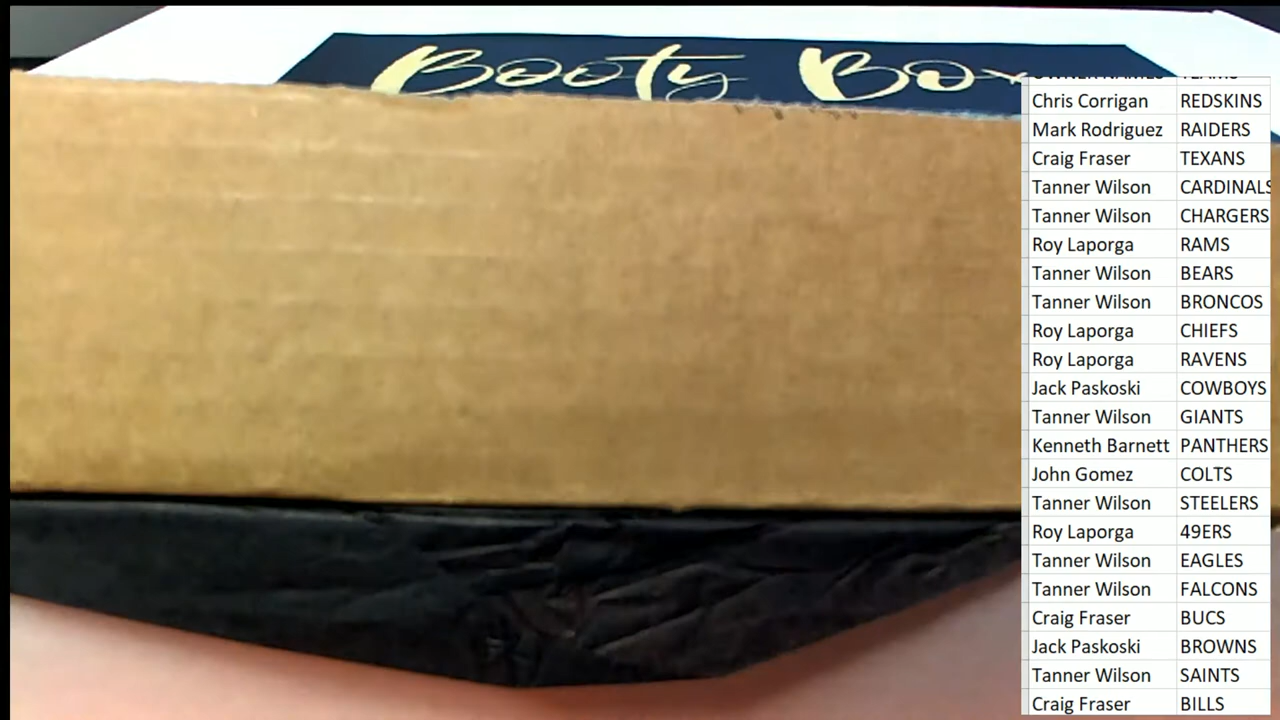 Booty Box
OWNER NAMES TEAMS
Chris Corrigan REDSKINS
Mark Rodriguez RAIDERS
Craig Fraser TEXANS
Tanner Wilson CARDINALS
Tanner Wilson CHARGERS
Roy Laporga RAMS
Tanner Wilson BEARS
Tanner Wilson BRONCOS
Roy Laporga CHIEFS
Roy Laporga RAVENS
Jack Paskoski COWBOYS
Tanner Wilson GIANTS
Kenneth Barnett PANTHERS
John Gomez COLTS
Tanner Wilson STEELERS
Roy Laporga 49ERS
Tanner Wilson EAGLES
Tanner Wilson FALCONS
Craig Fraser BUCS
Jack Paskoski BROWNS
Tanner Wilson SAINTS
Craig Fraser BILLS